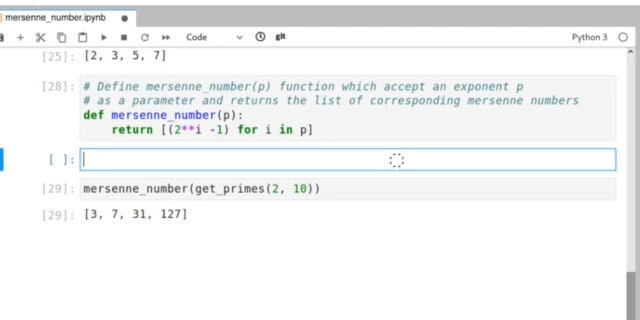 mersenne_number.ipynb
Code
git
Python 3
[25]: [2, 3, 5, 7]
[28]: # Define mersenne_number(p) function which accept an exponent p
# as a parameter and returns the list of corresponding mersenne numbers
def mersenne_number(p):
return [(2**i -1) for i in p]
[ ]:
[29]: mersenne_number(get_primes(2, 10))
[29]: [3, 7, 31, 127]